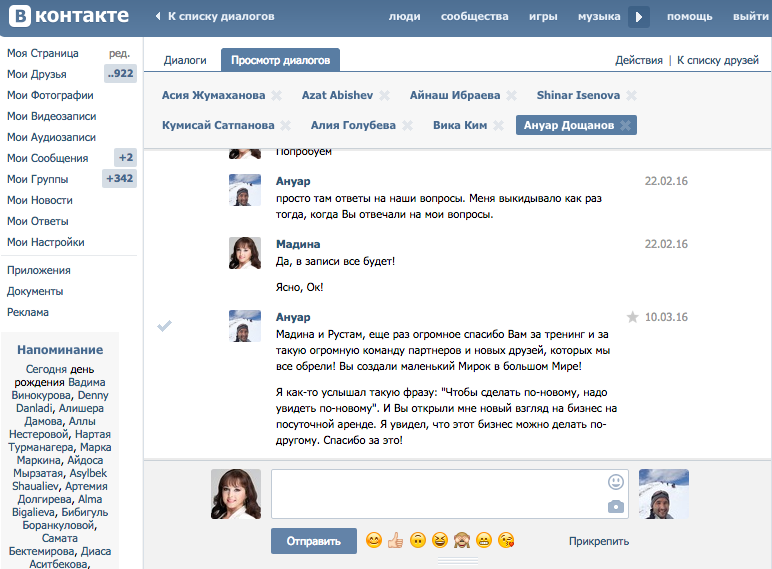 В контакте
К списку диалогов
люди сообщества игры музыка помощь выйти
Моя Страница ред.
Мои Друзья ..922
Мои Фотографии
Мои Видеозаписи
Мои Аудиозаписи
Мои Сообщения +2
Мои Группы +342
Мои Новости
Мои Ответы
Мои Настройки
Приложения
Документы
Реклама
Напоминание
Сегодня день
рождения Вадима
Винокурова, Denny
Danladi, Алишера
Дамова, Аллы
Нестеровой, Нартая
Турманагера, Марка
Маркина, Айдоса
Мырзатая, Asylbek
Shaualiev, Артемия
Долгирева, Alma
Bigalieva, Бибигуль
Боранкуловой,
Самата
Бектемирова, Диаса
Аситбекова,
Диалоги Просмотр диалогов Действия | К списку друзей
Асия Жумаханова Azat Abishev Айнаш Ибраева Shinar Isenova
Кумисай Сатпанова Алия Голубева Вика Ким Ануар Дощанов
Попробуем
Ануар 22.02.16
просто там ответы на наши вопросы. Меня выкидывало как раз
тогда, когда Вы отвечали на мои вопросы.
Мадина 22.02.16
Да, в записи все будет!
Ясно, Ок!
Ануар 10.03.16
Мадина и Рустам, еще раз огромное спасибо Вам за тренинг и за
такую огромную команду партнеров и новых друзей, которых мы
все обрели! Вы создали маленький Мирок в большом Мире!
Я как-то услышал такую фразу: "Чтобы сделать по-новому, надо
увидеть по-новому". И Вы открыли мне новый взгляд на бизнес на
посуточной аренде. Я увидел, что этот бизнес можно делать по-
другому. Спасибо за это!
Отправить Прикрепить